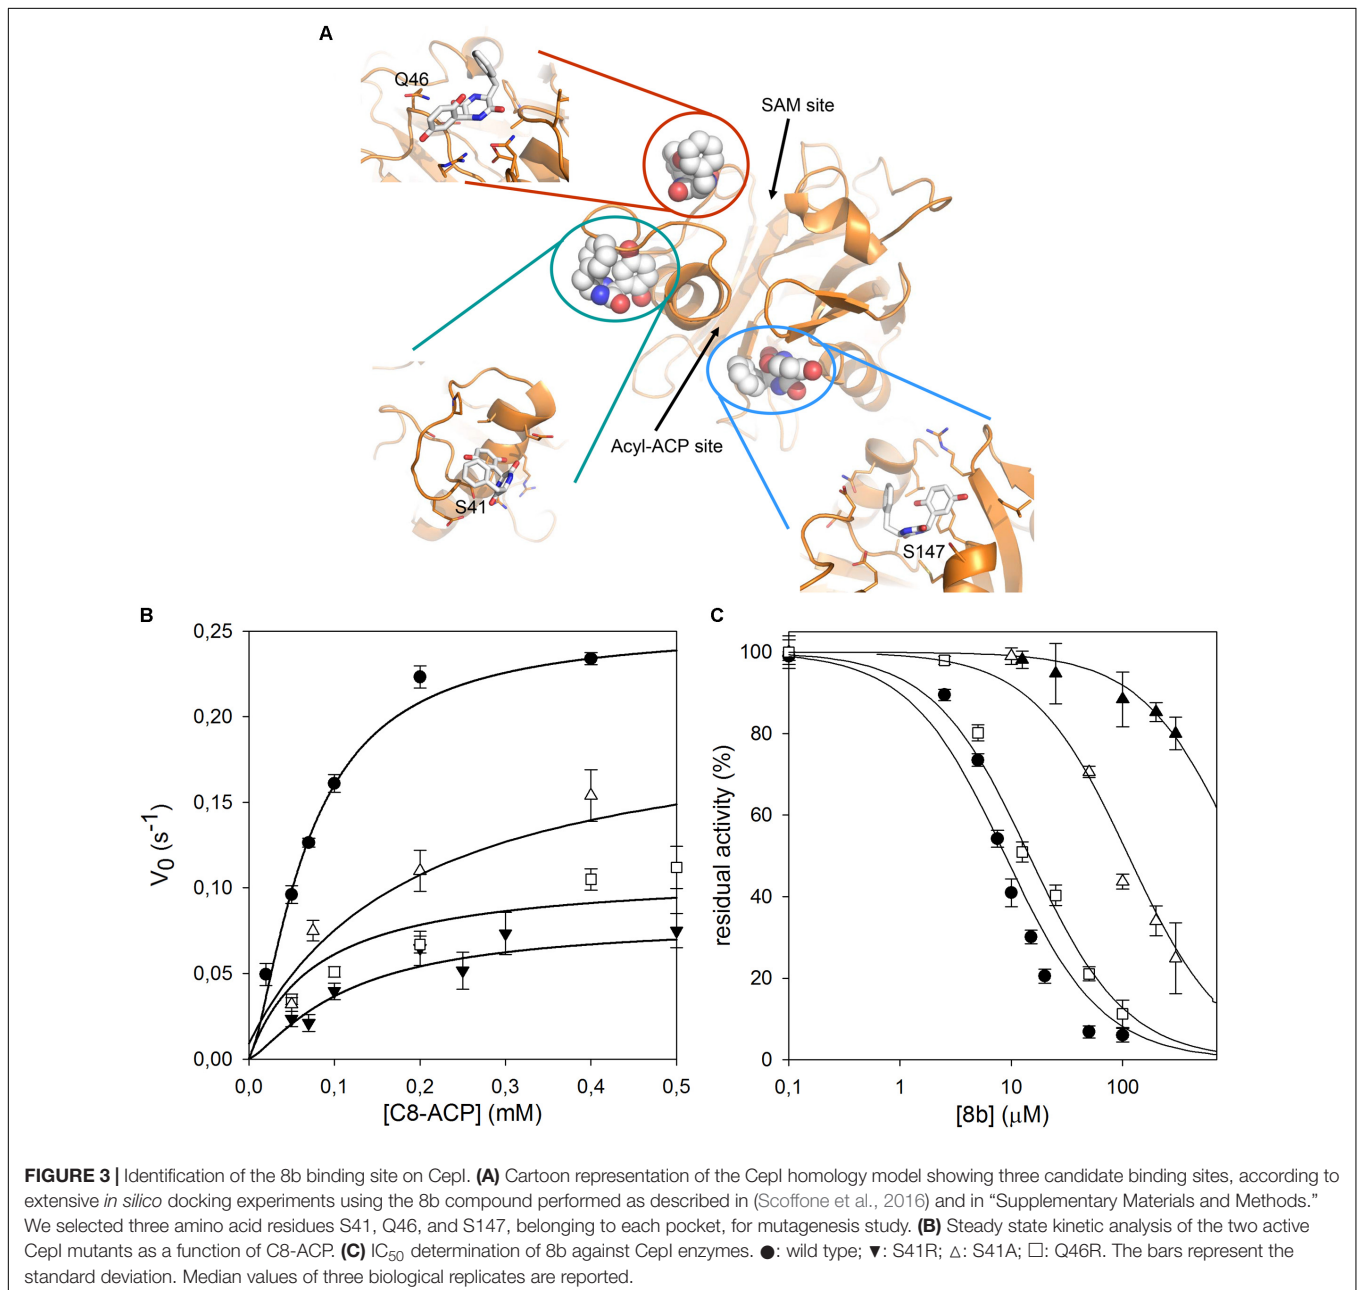 A
Q46
SAM site
Acyl-ACP site
S41
S147
B
0,25
0,20
0,15
0,10
0,05
0,00
V0 (s-1)
0,0 0,1 0,2 0,3 0,4 0,5
[C8-ACP] (mM)
C
100
80
60
40
20
0
residual activity (%)
0,1 1 10 100
[8b] (μM)
FIGURE 3 | Identification of the 8b binding site on CepI. (A) Cartoon representation of the CepI homology model showing three candidate binding sites, according to
extensive in silico docking experiments using the 8b compound performed as described in (Scoffone et al., 2016) and in “Supplementary Materials and Methods.”
We selected three amino acid residues S41, Q46, and S147, belonging to each pocket, for mutagenesis study. (B) Steady state kinetic analysis of the two active
CepI mutants as a function of C8-ACP. (C) IC50 determination of 8b against CepI enzymes. ●: wild type; ▼: S41R; △: S41A; □: Q46R. The bars represent the
standard deviation. Median values of three biological replicates are reported.